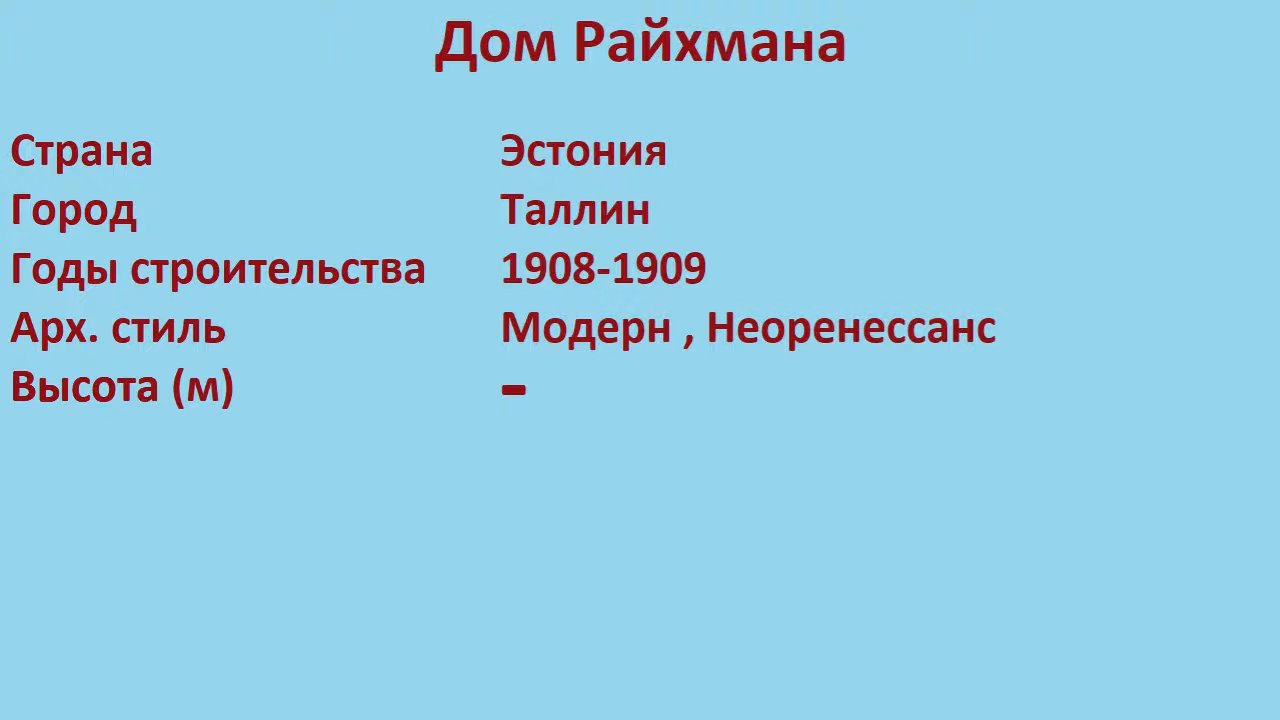 Дом Райхмана
Страна Эстония
Город Таллин
Годы строительства 1908-1909
Арх. стиль Модерн , Неоренессанс
Высота (м) -